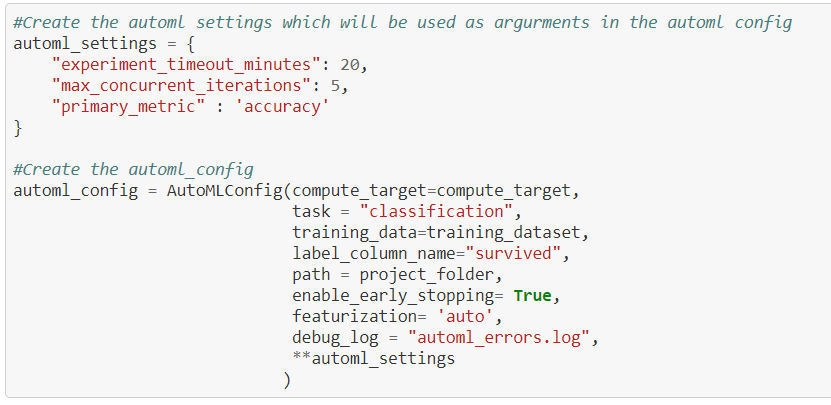 #Create the automl settings which will be used as argurments in the automl config
automl_settings = {
    "experiment_timeout_minutes": 20,
    "max_concurrent_iterations": 5,
    "primary_metric" : 'accuracy'
}

#Create the automl_config
automl_config = AutoMLConfig(compute_target=compute_target,
                             task = "classification",
                             training_data=training_dataset,
                             label_column_name="survived",
                             path = project_folder,
                             enable_early_stopping= True,
                             featurization= 'auto',
                             debug_log = "automl_errors.log",
                             **automl_settings
                            )